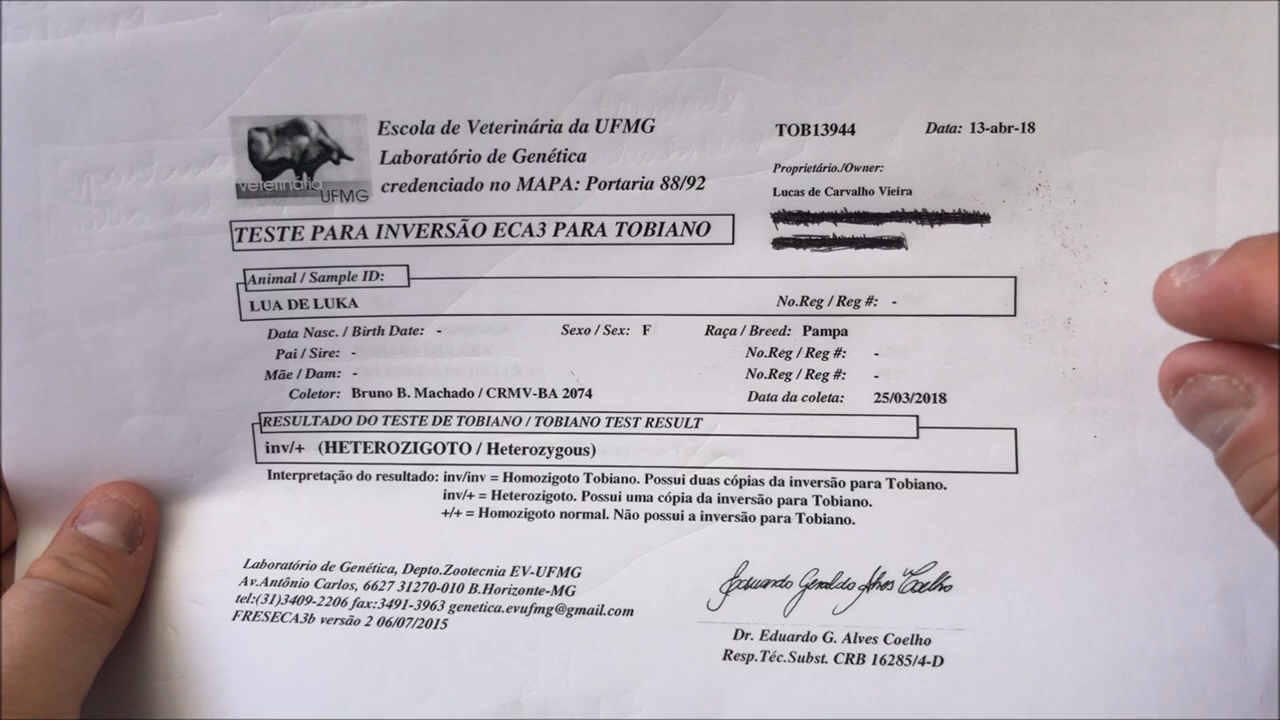 veterinária
UFMG
Escola de Veterinária da UFMG
Laboratório de Genética
credenciado no MAPA: Portaria 88/92
TOB13944 Data: 13-abr-18
Proprietário./Owner:
Lucas de Carvalho Vieira
TESTE PARA INVERSÃO ECA3 PARA TOBIANO
Animal / Sample ID:
LUA DE LUKA No.Reg / Reg #: -
Data Nasc. / Birth Date: - Sexo / Sex: F Raça / Breed: Pampa
Pai / Sire: - No.Reg / Reg #: -
Mãe / Dam: - No.Reg / Reg #: -
Coletor: Bruno B. Machado / CRMV-BA 2074 Data da coleta: 25/03/2018
RESULTADO DO TESTE DE TOBIANO / TOBIANO TEST RESULT
inv/+ (HETEROZIGOTO / Heterozygous)
Interpretação do resultado: inv/inv = Homozigoto Tobiano. Possui duas cópias da inversão para Tobiano.
inv/+ = Heterozigoto. Possui uma cópia da inversão para Tobiano.
+/+ = Homozigoto normal. Não possui a inversão para Tobiano.
Laboratório de Genética, Depto.Zootecnia EV-UFMG
Av.Antônio Carlos, 6627 31270-010 B.Horizonte-MG
tel:(31)3409-2206 fax:3491-3963 genetica.evufmg@gmail.com
FRESECA3b versão 2 06/07/2015
Eduardo Geraldo Alves Coelho
Dr. Eduardo G. Alves Coelho
Resp.Téc.Subst. CRB 16285/4-D